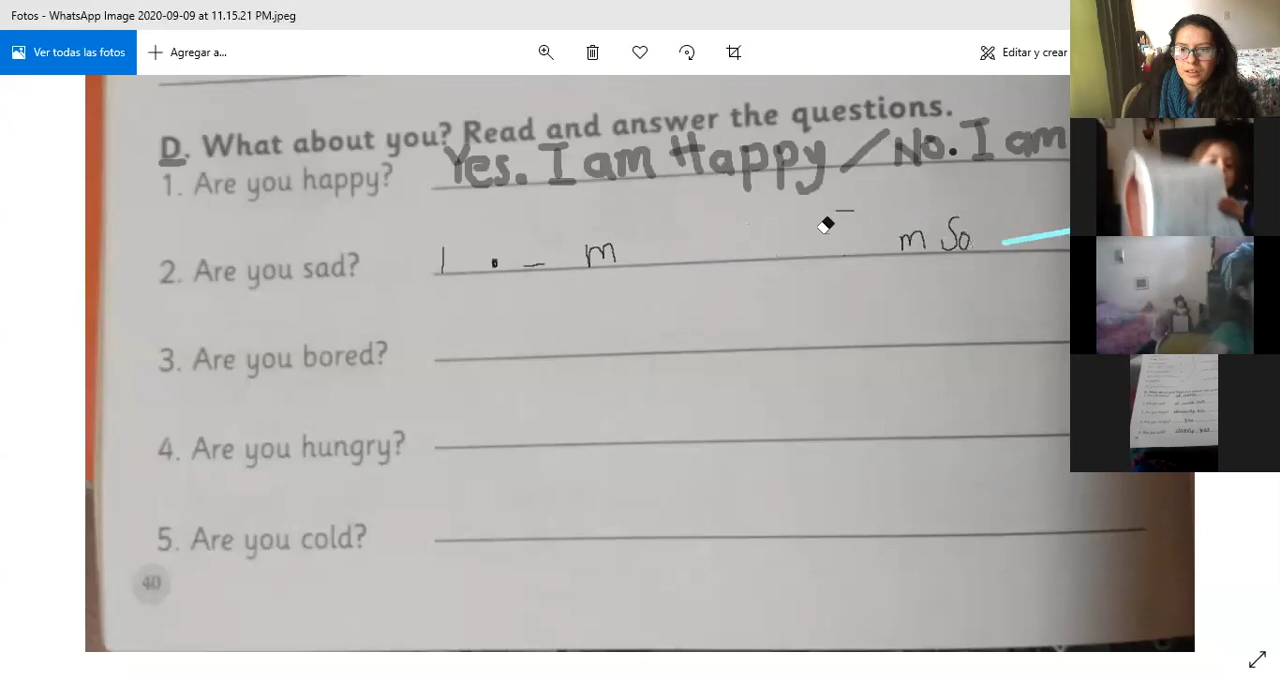 Fotos - WhatsApp Image 2020-09-09 at 11.15.21 PM.jpeg
Ver todas las fotos
Agregar a...
Editar y crear
D. What about you? Read and answer the questions.
1. Are you happy? Yes. I am Happy / No. I am
2. Are you sad? m m So
3. Are you bored?
4. Are you hungry?
5. Are you cold?
40